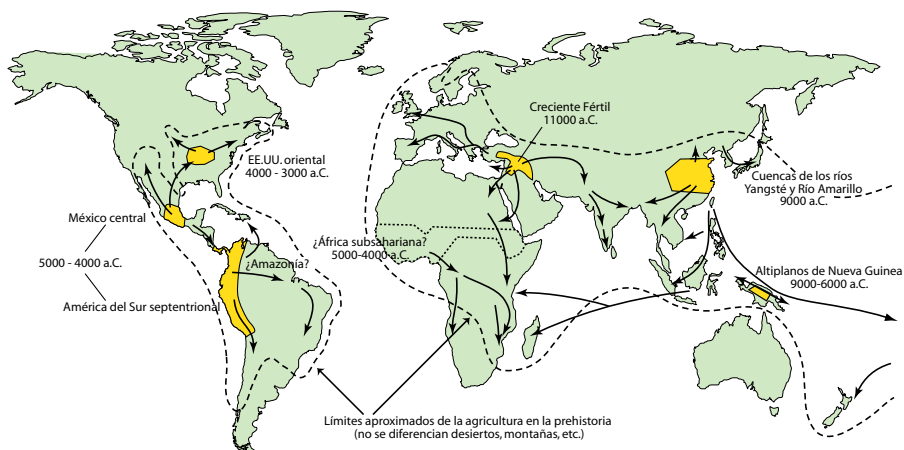 Creciente Fértil
11000 a.C.
EE.UU. oriental
4000 - 3000 a.C.
Cuencas de los ríos
Yangsté y Río Amarillo
9000 a.C.
México central
5000 - 4000 a.C.
América del Sur septentrional
¿Amazonía?
¿África subsahariana?
5000-4000 a.C.
Altiplanos de Nueva Guinea
9000-6000 a.C.
Límites aproximados de la agricultura en la prehistoria
(no se diferencian desiertos, montañas, etc.)